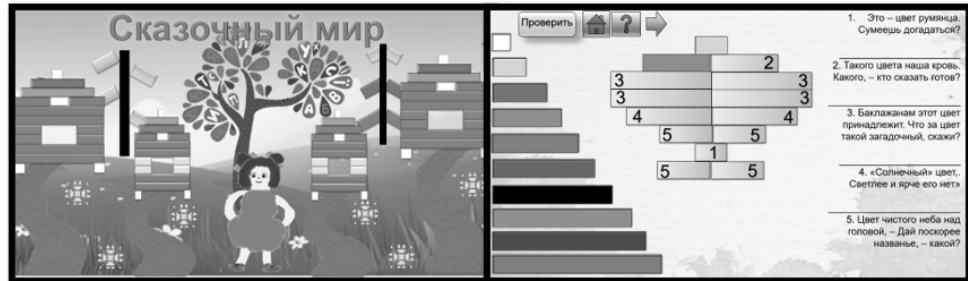 Сказочный мир
Проверить
?
1. Это – цвет румянца.
Сумеешь догадаться?
2. Такого цвета наша кровь.
Какого, – кто сказать готов?
3. Баклажанам этот цвет
принадлежит. Что за цвет
такой загадочный, скажи?
4. «Солнечный» цвет,.
Светлее и ярче его нет»
5. Цвет чистого неба над
головой, – Дай поскорее
названье, – какой?
2
3 3
3 3
4 4
5 5
1
5 5